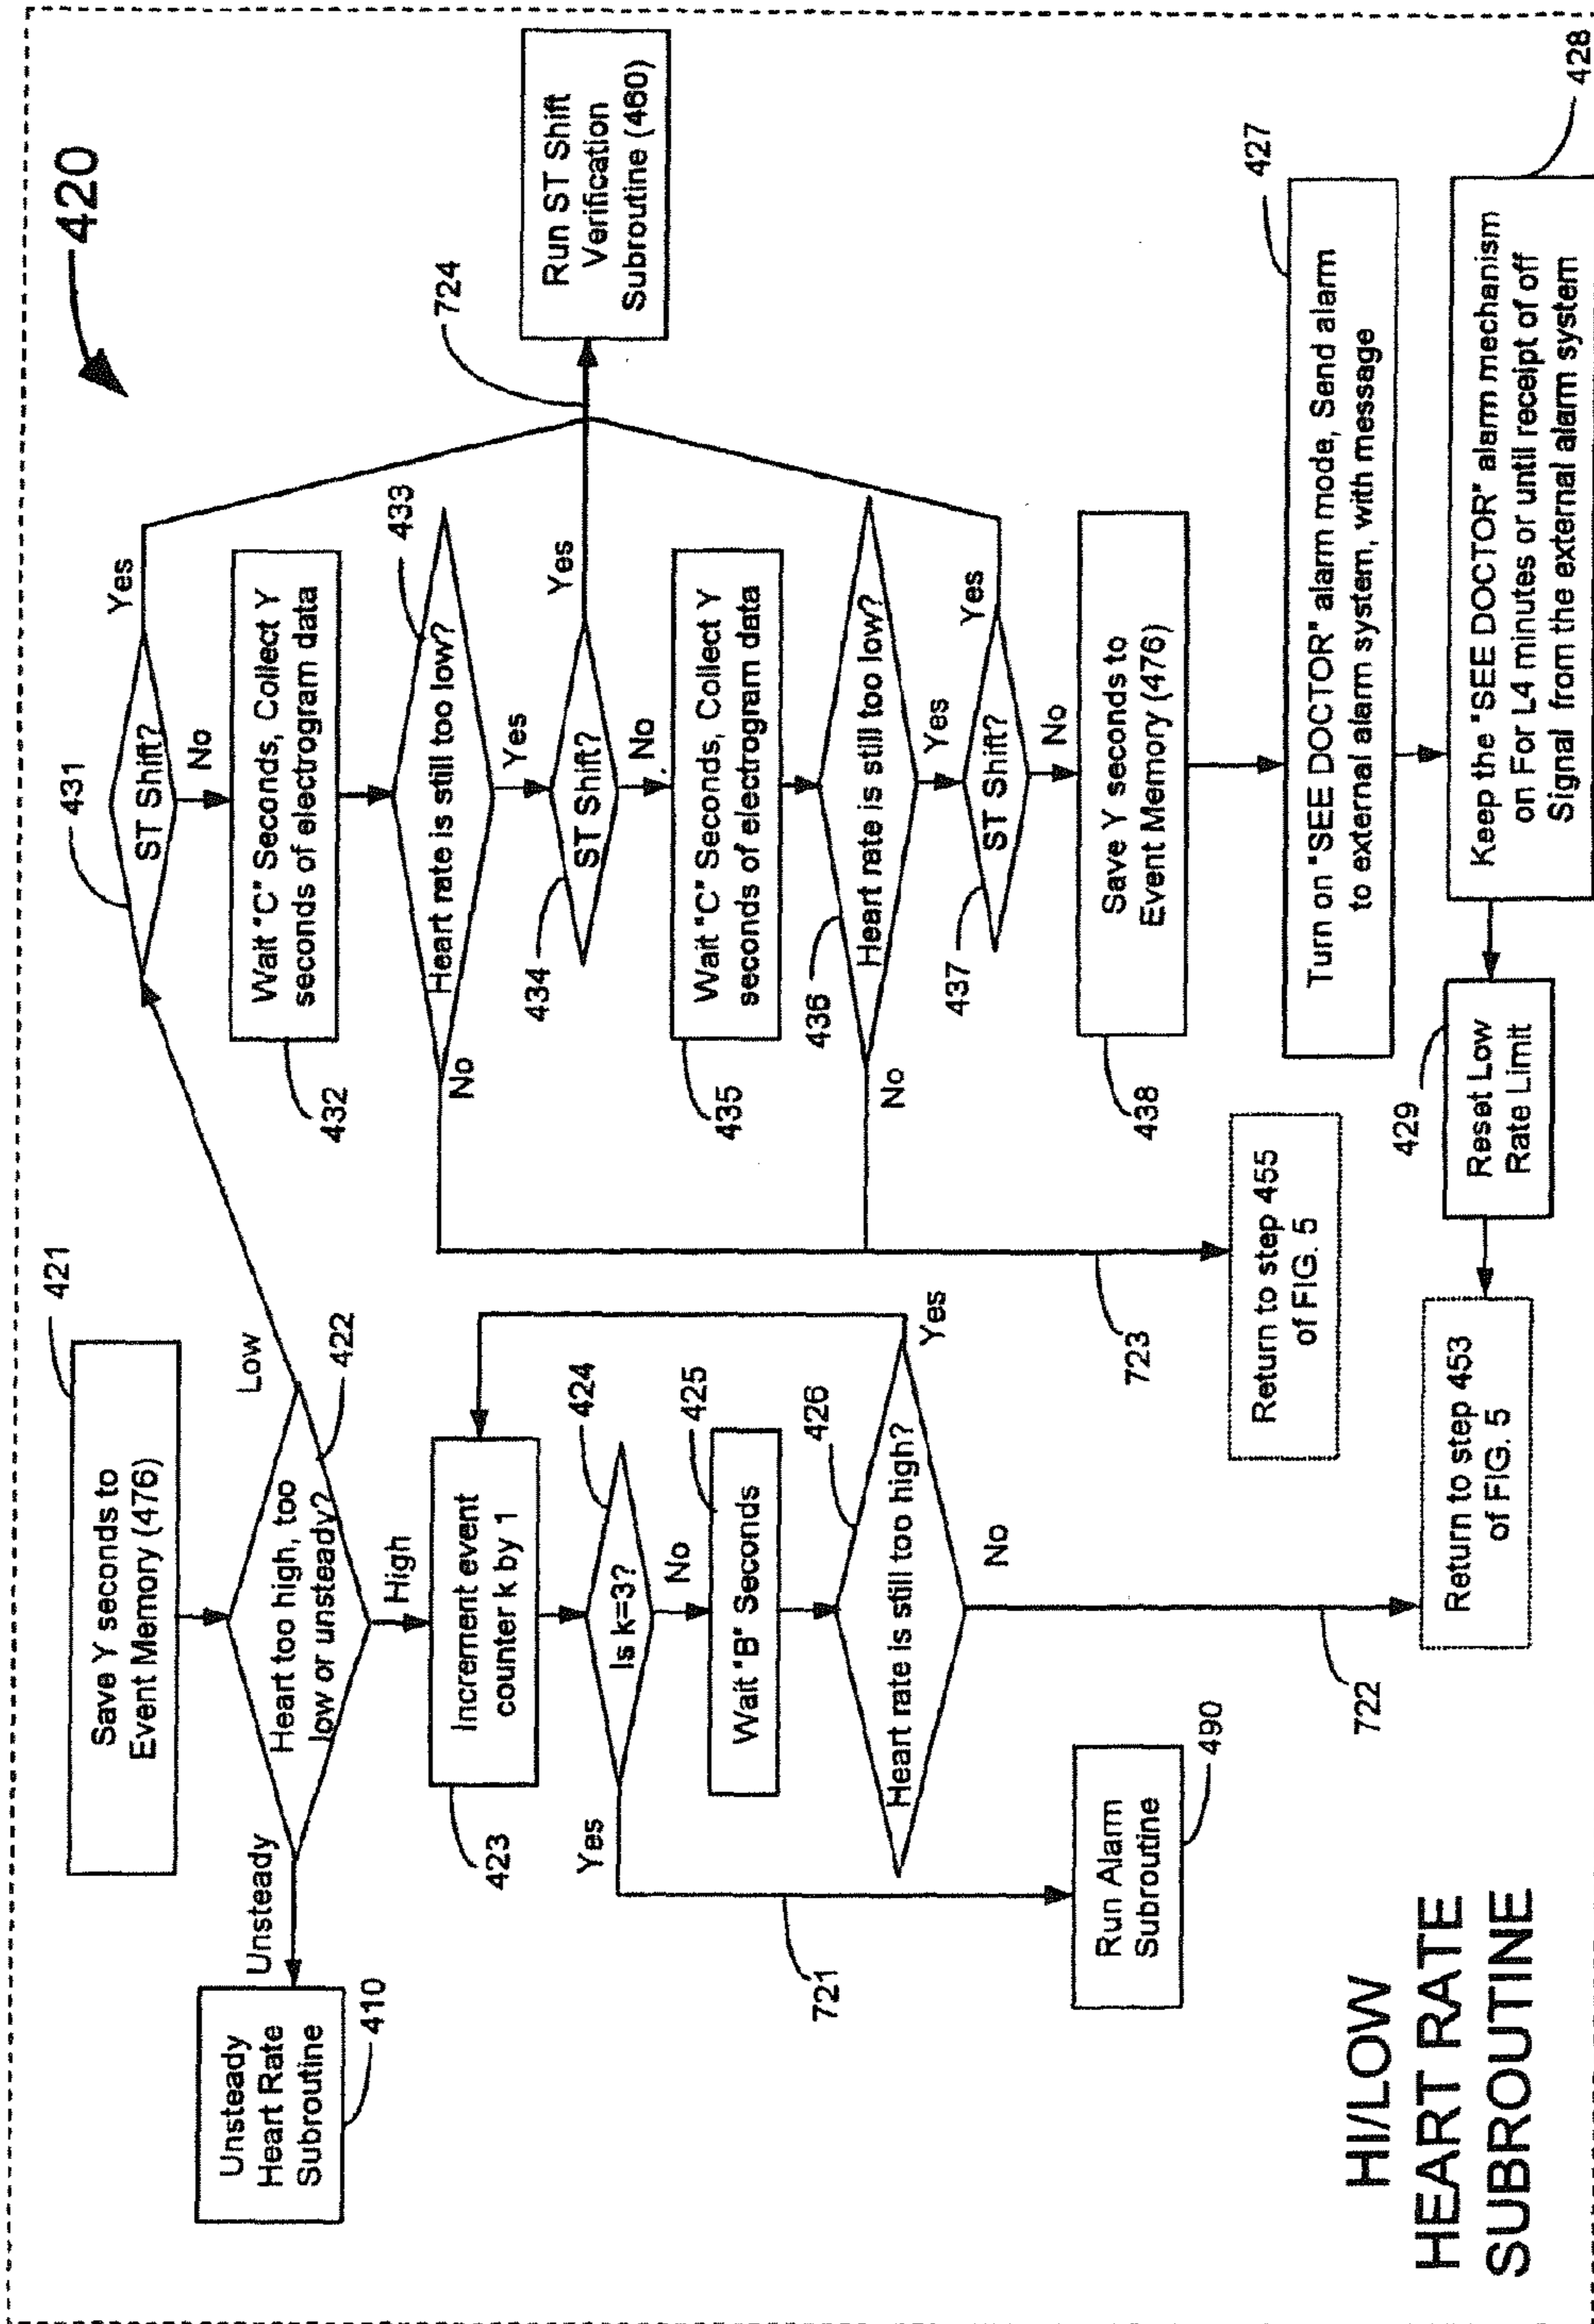 420
421
Save Y seconds to
Event Memory (476)
Heart too high, too
low or unsteady?
422
Unsteady
Low
High
Unsteady
Heart Rate
Subroutine
410
Increment event
counter k by 1
423
424
Is k=3?
Yes
No
425
Wait "B" Seconds
426
Heart rate is still too high?
Yes
No
721
Run Alarm
Subroutine
490
722
Return to step 453
of FIG. 5
431
ST Shift?
Yes
No
Wait "C" Seconds, Collect Y
seconds of electrogram data
432
433
Heart rate is still too low?
No
Yes
434
ST Shift?
Yes
No
Wait "C" Seconds, Collect Y
seconds of electrogram data
435
436
Heart rate is still too low?
No
Yes
437
ST Shift?
Yes
No
724
Run ST Shift
Verification
Subroutine (460)
Save Y seconds to
Event Memory (476)
438
723
Return to step 455
of FIG. 5
427
Turn on "SEE DOCTOR" alarm mode, Send alarm
to external alarm system, with message
428
Keep the "SEE DOCTOR" alarm mechanism
on For L4 minutes or until receipt of off
Signal from the external alarm system
429
Reset Low
Rate Limit
HI/LOW
HEART RATE
SUBROUTINE